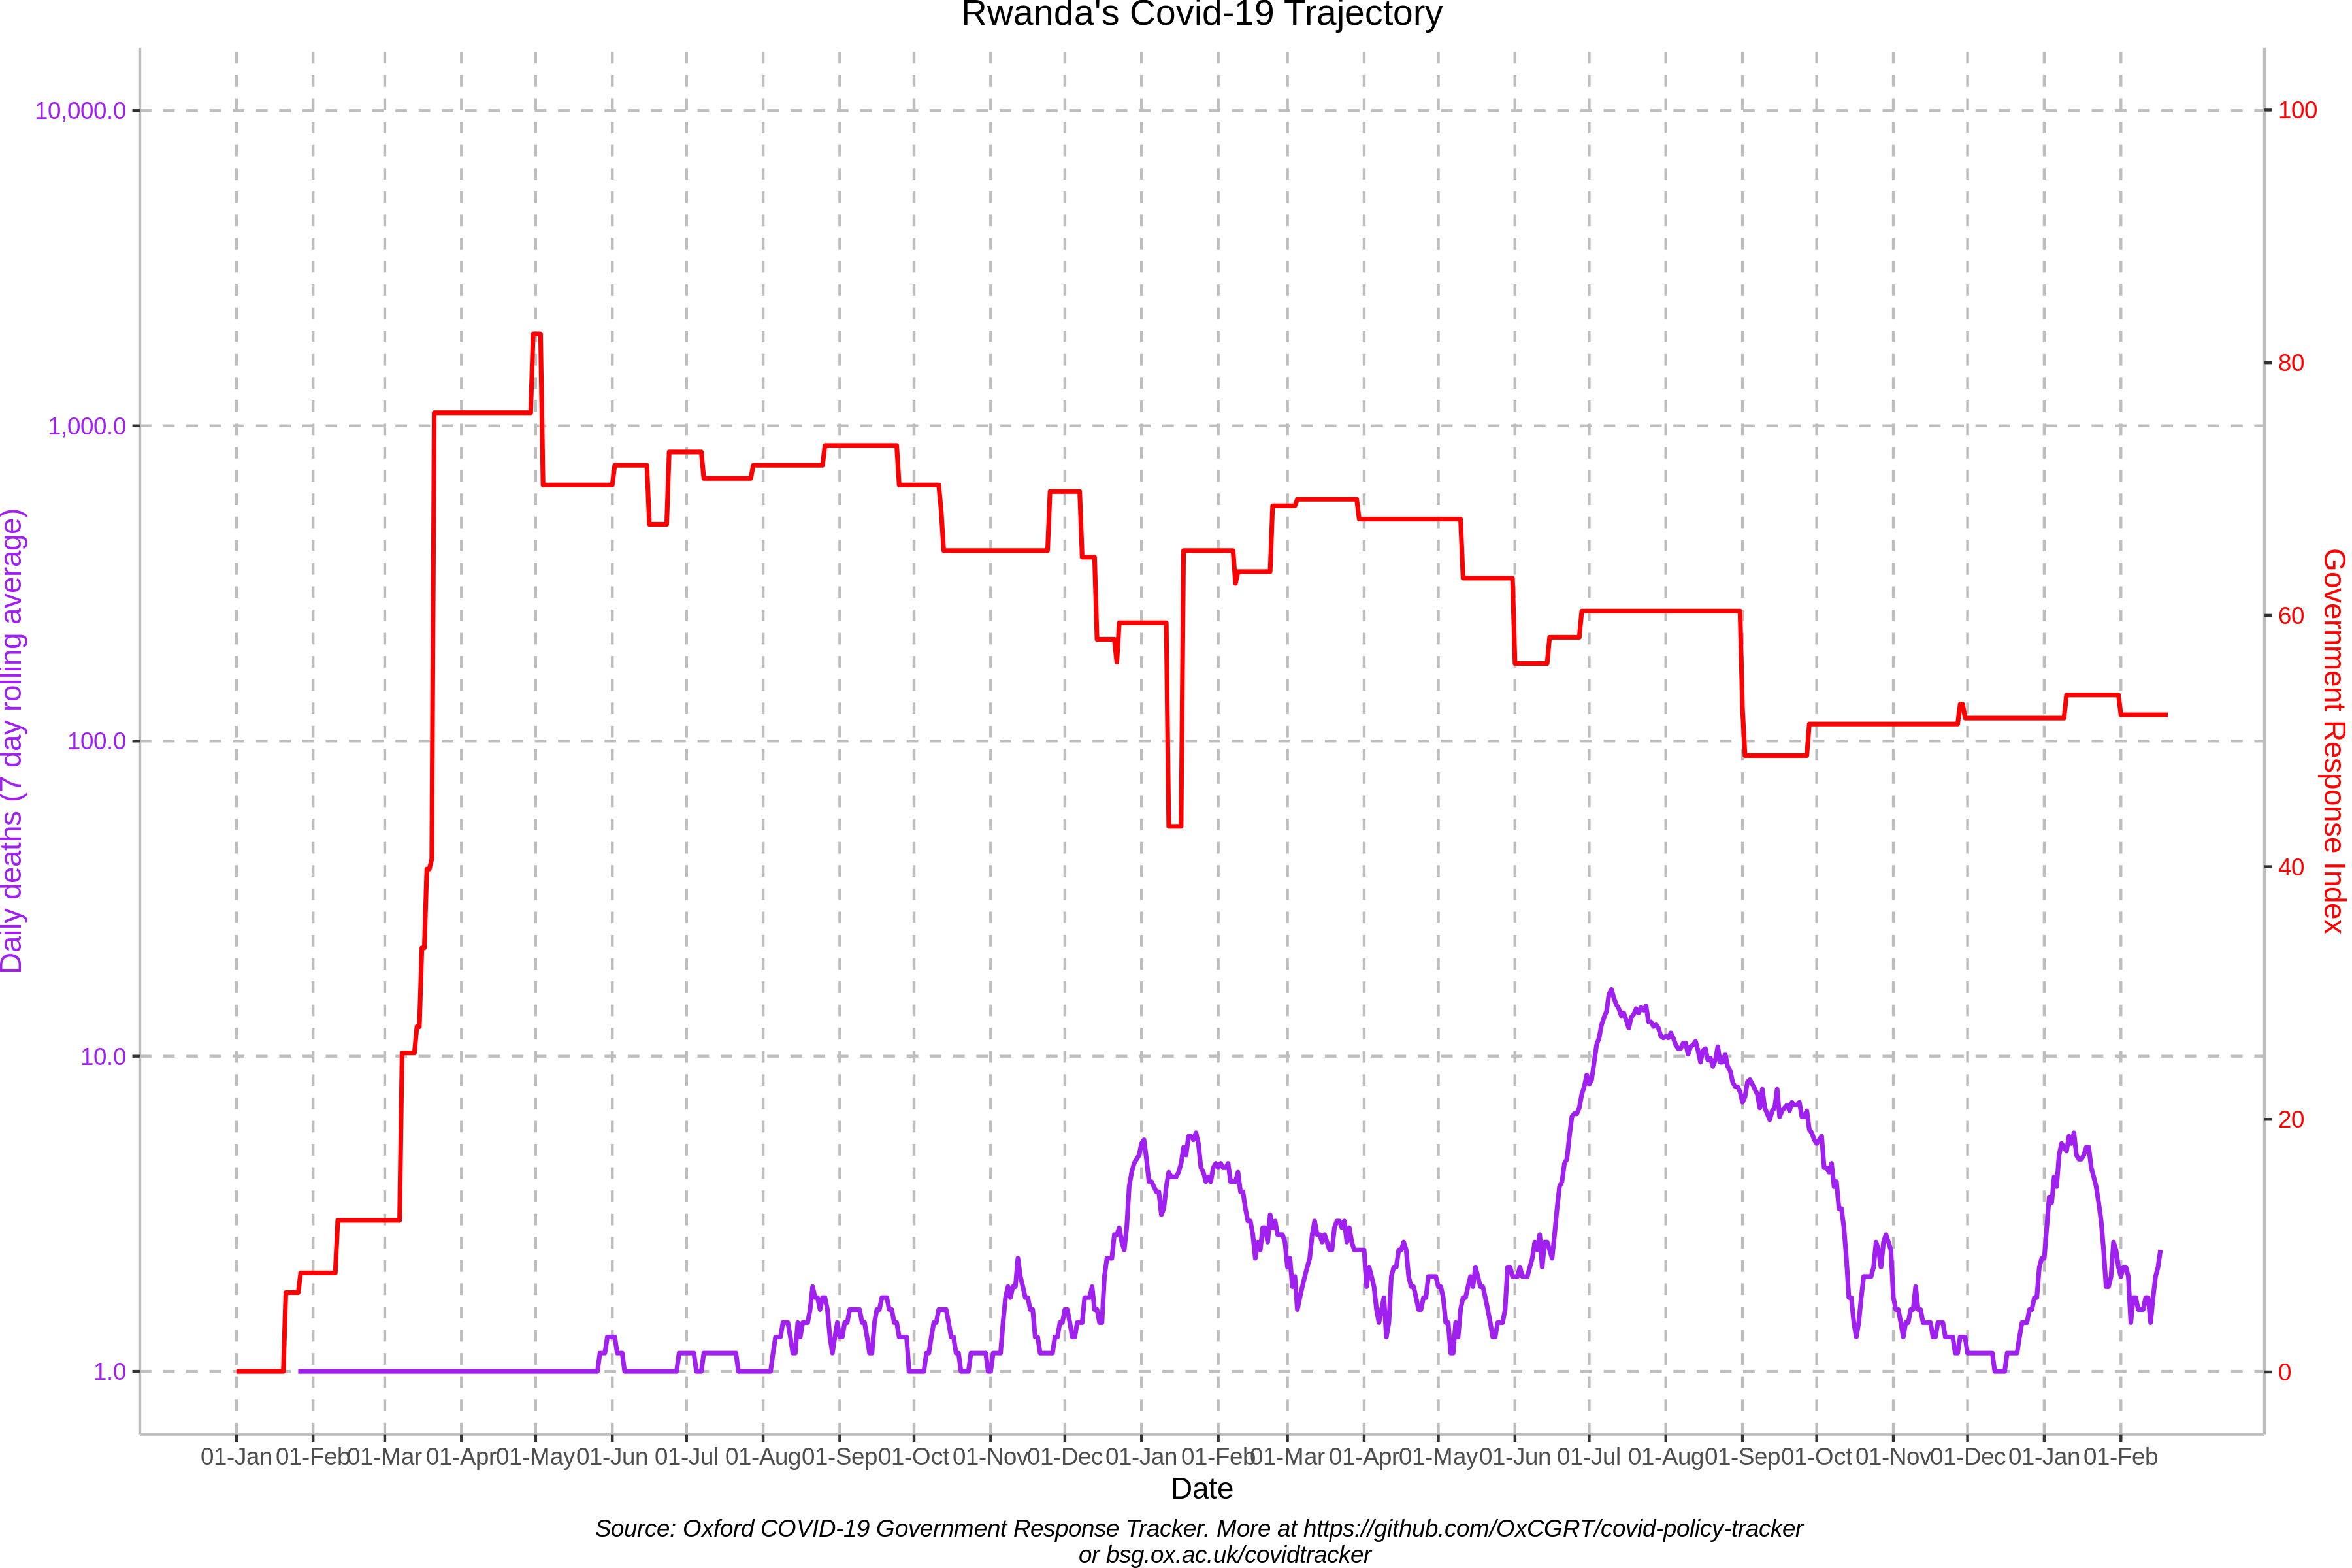 Rwanda's Covid-19 Trajectory
10,000.0
1,000.0
100.0
10.0
1.0
Daily deaths (7 day rolling average)
100
80
60
40
20
0
Government Response Index
01-Jan 01-Feb 01-Mar 01-Apr 01-May 01-Jun 01-Jul 01-Aug 01-Sep 01-Oct 01-Nov 01-Dec 01-Jan 01-Feb 01-Mar 01-Apr 01-May 01-Jun 01-Jul 01-Aug 01-Sep 01-Oct 01-Nov 01-Dec 01-Jan 01-Feb
Date
Source: Oxford COVID-19 Government Response Tracker. More at https://github.com/OxCGRT/covid-policy-tracker
or bsg.ox.ac.uk/covidtracker